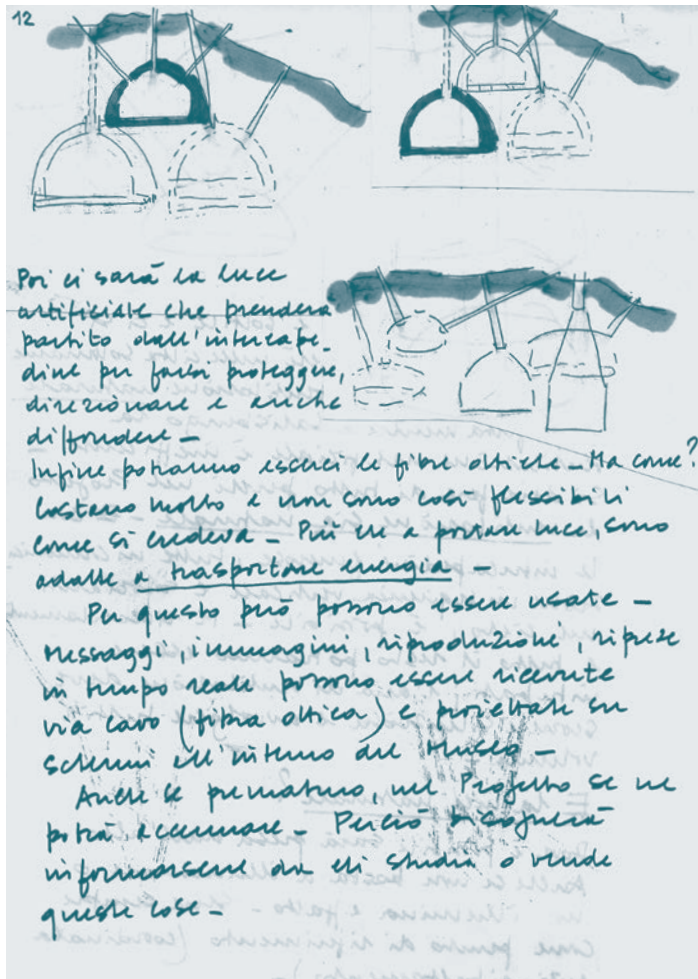 12
Poi ci sarà la luce
artificiale che prenderà
partito dall'interca pe-
dine per farsi proteggere,
direzionare e anche
diffondere –
Infine potranno esserci le fibre ottiche – Ma come?
Costano molto e non sono così flessibili
come si credeva – Più che a portare luce, sono
adatte a trasportare energia –
Per questo però possono essere usate –
Messaggi, immagini, riproduzioni, riprese
in tempo reale possono essere ricevute
via cavo (fibra ottica) e proiettate su
schermi all'interno del Museo –
Anche se prematuro, nel Progetto se ne
potrà accennare – Perciò bisognerà
informarsene da chi studia o vende
queste cose –